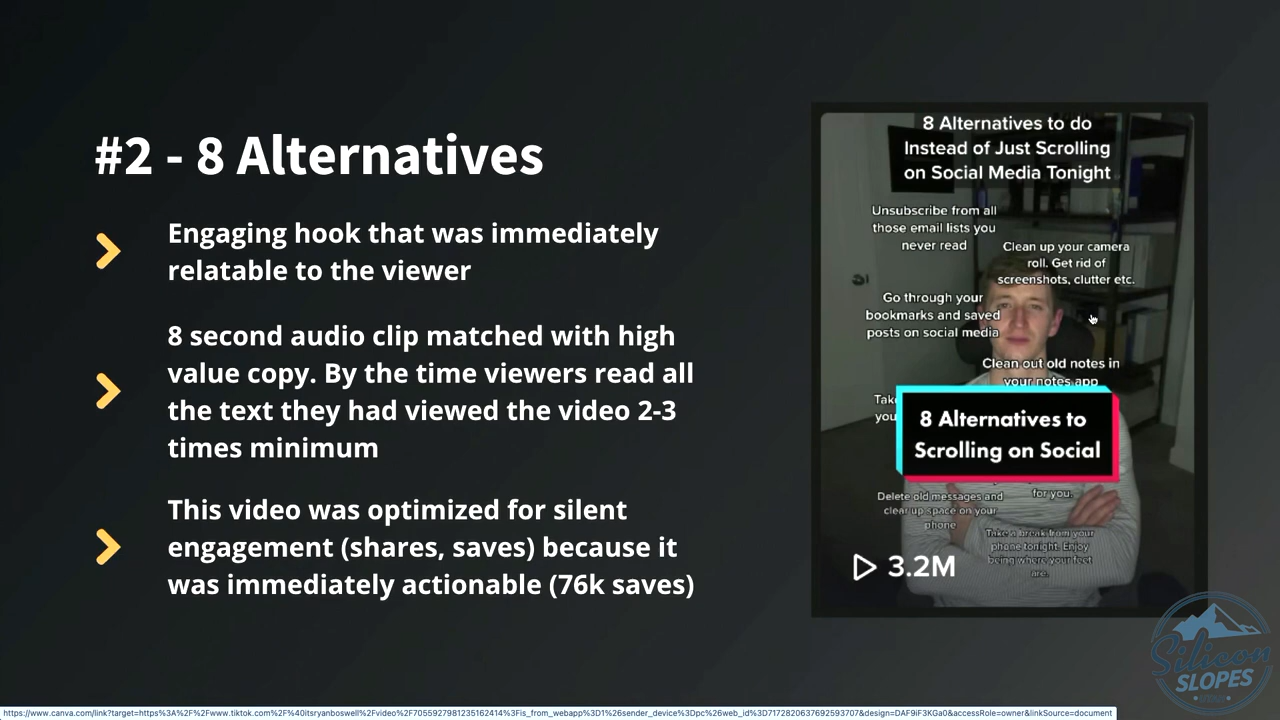 #2 - 8 Alternatives
Engaging hook that was immediately
relatable to the viewer
8 second audio clip matched with high
value copy. By the time viewers read all
the text they had viewed the video 2-3
times minimum
This video was optimized for silent
engagement (shares, saves) because it
was immediately actionable (76k saves)
8 Alternatives to do
Instead of Just Scrolling
on Social Media Tonight
Unsubscribe from all
those email lists you
never read
Clean up your camera
roll. Get rid of
screenshots, clutter etc.
Go through your
bookmarks and saved
posts on social media
Clean out old notes in
your notes app
8 Alternatives to
Scrolling on Social
for you.
Delete old messages and
clear up space on your
phone
Take a break from your
phone tonight. Enjoy
being where your feet
are.
3.2M
Silicon
SLOPES
https://www.canva.com/link?target=https%3A%2F%2Fwww.tiktok.com%2F%40itsryanboswell%2Fvideo%2F7055927981235162414%3Fis_from_webapp%3D1%26sender_device%3Dpc%26web_id%3D7172820637692593707&design=DAF9iF3KGa0&accessRole=owner&linkSource=document